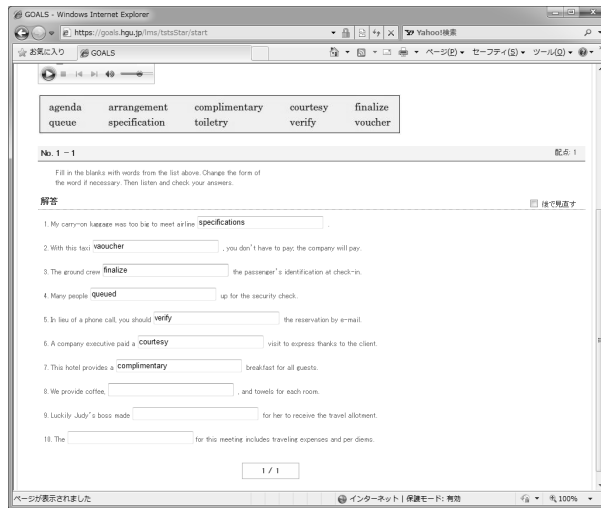 GOALS - Windows Internet Explorer
https://goals.hgu.jp/lms/tstsStar/start
Yahoo!検索
お気に入り GOALS ページ(P) セーフティ(S) ツール(O)
agenda arrangement complimentary courtesy finalize
queue specification toiletry verify voucher
No. 1 - 1 配点: 1
Fill in the blanks with words from the list above. Change the form of
the word if necessary. Then listen and check your answers.
解答 後で見直す
1. My carry-on luggage was too big to meet airline specifications .
2. With this taxi vaoucher , you don't have to pay; the company will pay.
3. The ground crew finalize the passenger's identification at check-in.
4. Many people queued up for the security check.
5. In lieu of a phone call, you should verify the reservation by e-mail.
6. A company executive paid a courtesy visit to express thanks to the client.
7. This hotel provides a complimentary breakfast for all guests.
8. We provide coffee, , and towels for each room.
9. Luckily Judy's boss made for her to receive the travel allotment.
10. The for this meeting includes traveling expenses and per diems.
1 / 1
ページが表示されました インターネット | 保護モード: 有効 100%